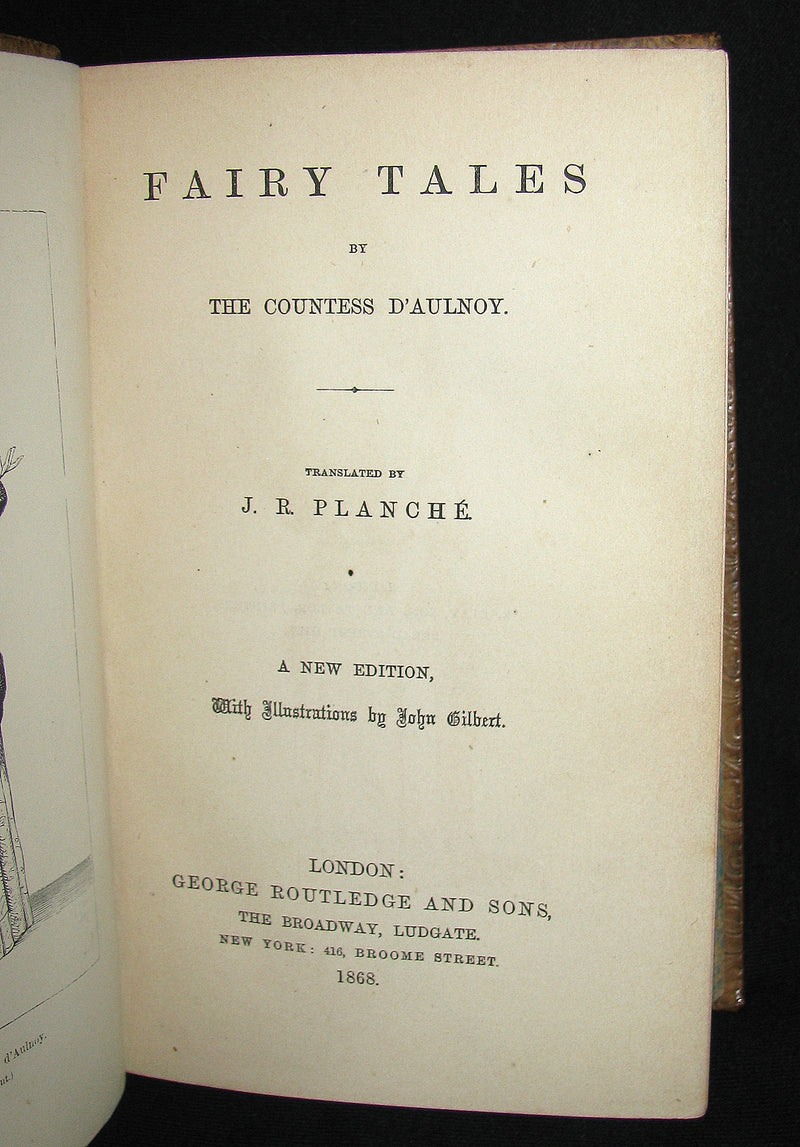 FAIRY TALES
BY
THE COUNTESS D'AULNOY.
TRANSLATED BY
J. R. PLANCHÉ.
A NEW EDITION,
With Illustrations by John Gilbert.
LONDON:
GEORGE ROUTLEDGE AND SONS,
THE BROADWAY, LUDGATE.
NEW YORK: 416, BROOME STREET.
1868.
d'Aulnoy.